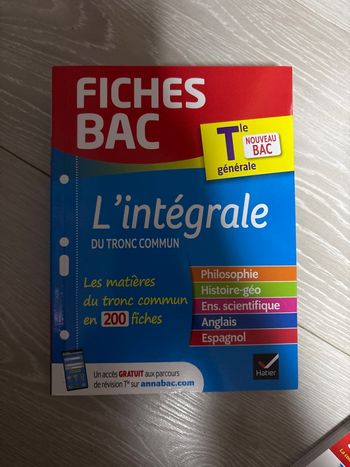 FICHES
BAC
Tle
NOUVEAU
BAC
générale
L'intégrale
DU TRONC COMMUN
Les matières
du tronc commun
en 200 fiches
Philosophie
Histoire-géo
Ens. scientifique
Anglais
Espagnol
Un accès GRATUIT aux parcours
de révision Tle sur annabac.com
Hatier